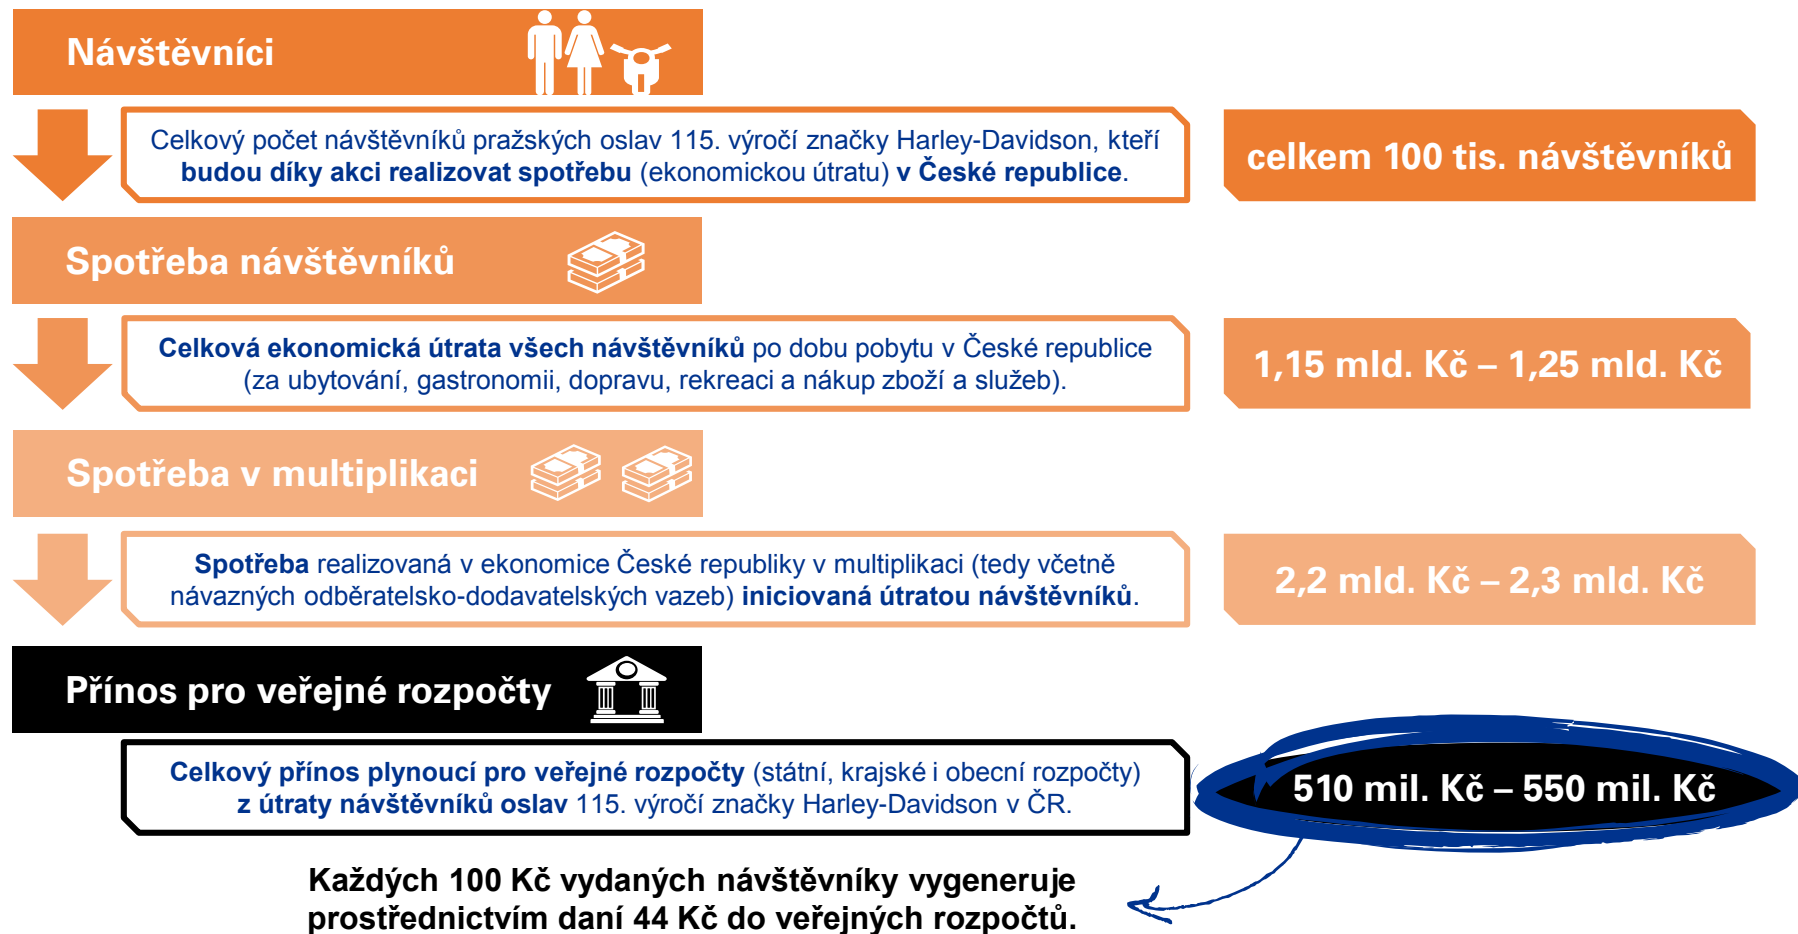 Návštěvníci
Celkový počet návštěvníků pražských oslav 115. výročí značky Harley-Davidson, kteří
budou díky akci realizovat spotřebu (ekonomickou útratu) v České republice.
celkem 100 tis. návštěvníků
Spotřeba návštěvníků
Celková ekonomická útrata všech návštěvníků po dobu pobytu v České republice
(za ubytování, gastronomii, dopravu, rekreaci a nákup zboží a služeb).
1,15 mld. Kč – 1,25 mld. Kč
Spotřeba v multiplikaci
Spotřeba realizovaná v ekonomice České republiky v multiplikaci (tedy včetně
návazných odběratelsko-dodavatelských vazeb) iniciovaná útratou návštěvníků.
2,2 mld. Kč – 2,3 mld. Kč
Přínos pro veřejné rozpočty
Celkový přínos plynoucí pro veřejné rozpočty (státní, krajské i obecní rozpočty)
z útraty návštěvníků oslav 115. výročí značky Harley-Davidson v ČR.
510 mil. Kč – 550 mil. Kč
Každých 100 Kč vydaných návštěvníky vygeneruje
prostřednictvím daní 44 Kč do veřejných rozpočtů.